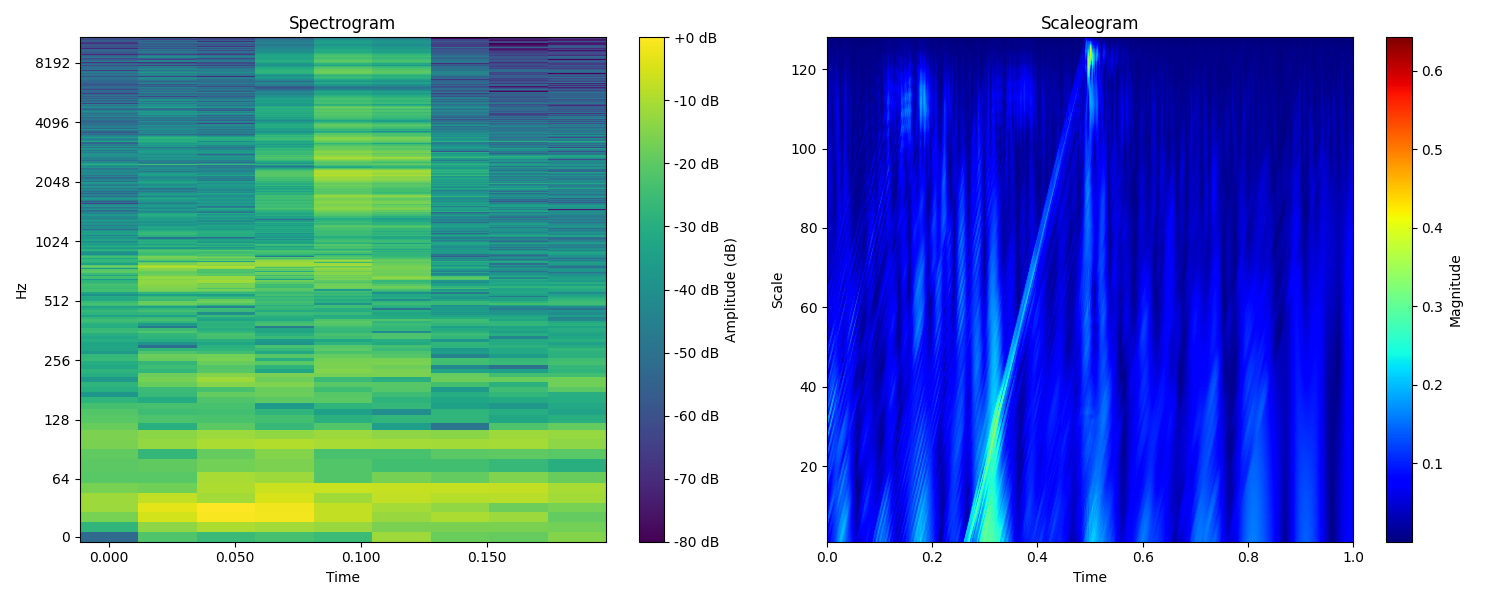 Spectrogram
Hz
8192
4096
2048
1024
512
256
128
64
0
0.000
0.050
0.100
0.150
Time
+0 dB
-10 dB
-20 dB
-30 dB
-40 dB
-50 dB
-60 dB
-70 dB
-80 dB
Amplitude (dB)
Scaleogram
Scale
120
100
80
60
40
20
0.0
0.2
0.4
0.6
0.8
1.0
Time
0.6
0.5
0.4
0.3
0.2
0.1
Magnitude